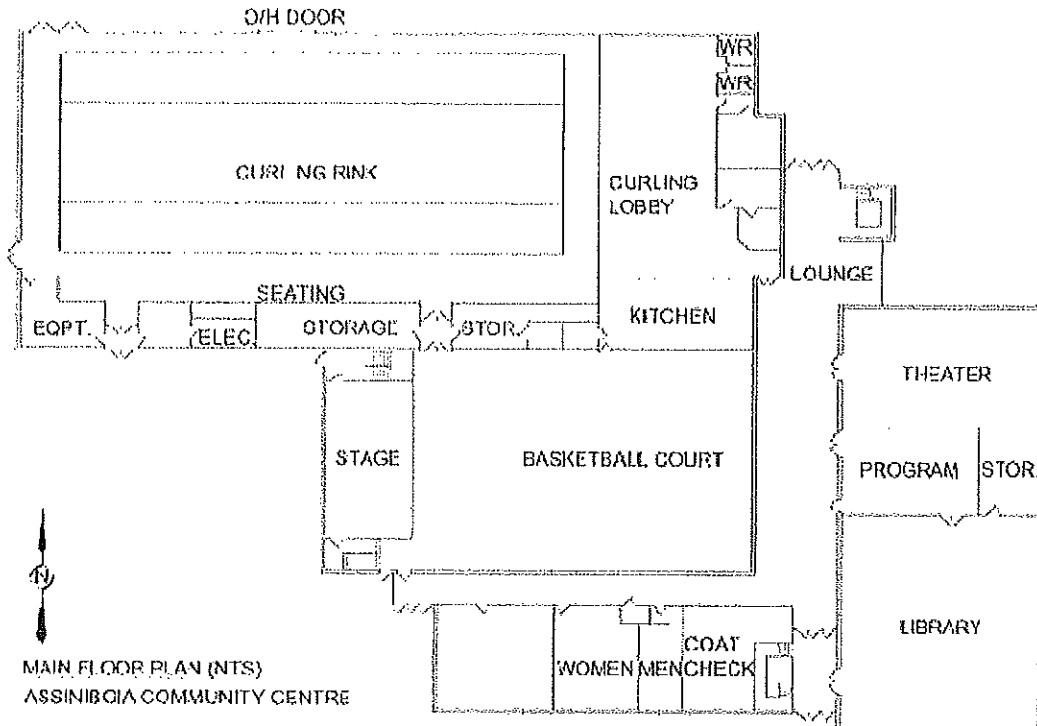 O/H DOOR
WR
WR
CURLING RINK
CURLING
LOBBY
LOUNGE
SEATING
EQPT.
ELEC.
STORAGE
STOR.
KITCHEN
THEATER
STAGE
BASKETBALL COURT
PROGRAM
STOR.
N
LIBRARY
COAT
WOMEN
MEN
CHECK
MAIN FLOOR PLAN (NTS)
ASSINIBOIA COMMUNITY CENTRE